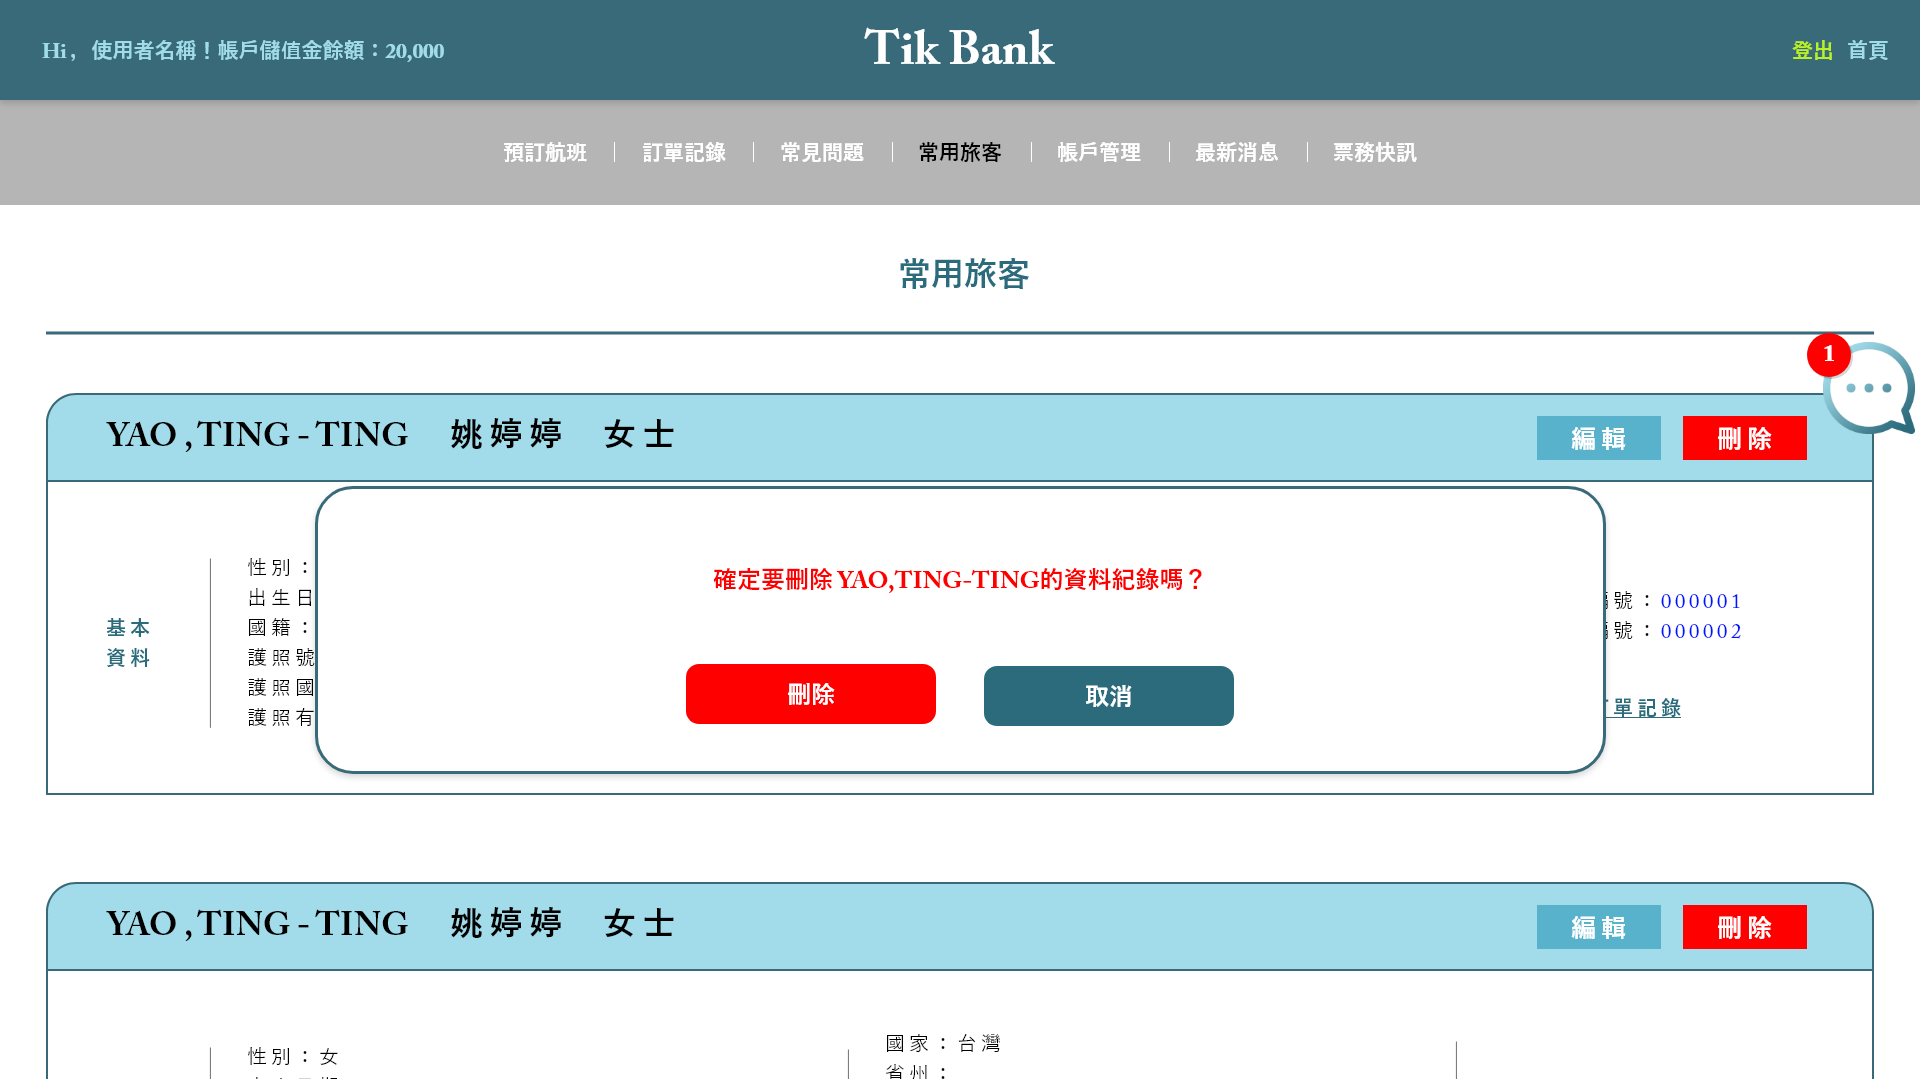 Hi , 使用者名稱！帳戶儲值金餘額：20,000
Tik Bank
登出 首頁
預訂航班 訂單記錄 常見問題 常用旅客 帳戶管理 最新消息 票務快訊
常用旅客
1
YAO , TING - TING 姚婷婷 女士
編輯 刪除
確定要刪除 YAO,TING-TING的資料紀錄嗎？
刪除 取消
基本
資料
性別：
出生日
國籍：
護照號
護照國
護照有
號：000001
號：000002
單記錄
YAO , TING - TING 姚婷婷 女士
編輯 刪除
性別：女
國家：台灣
省州：